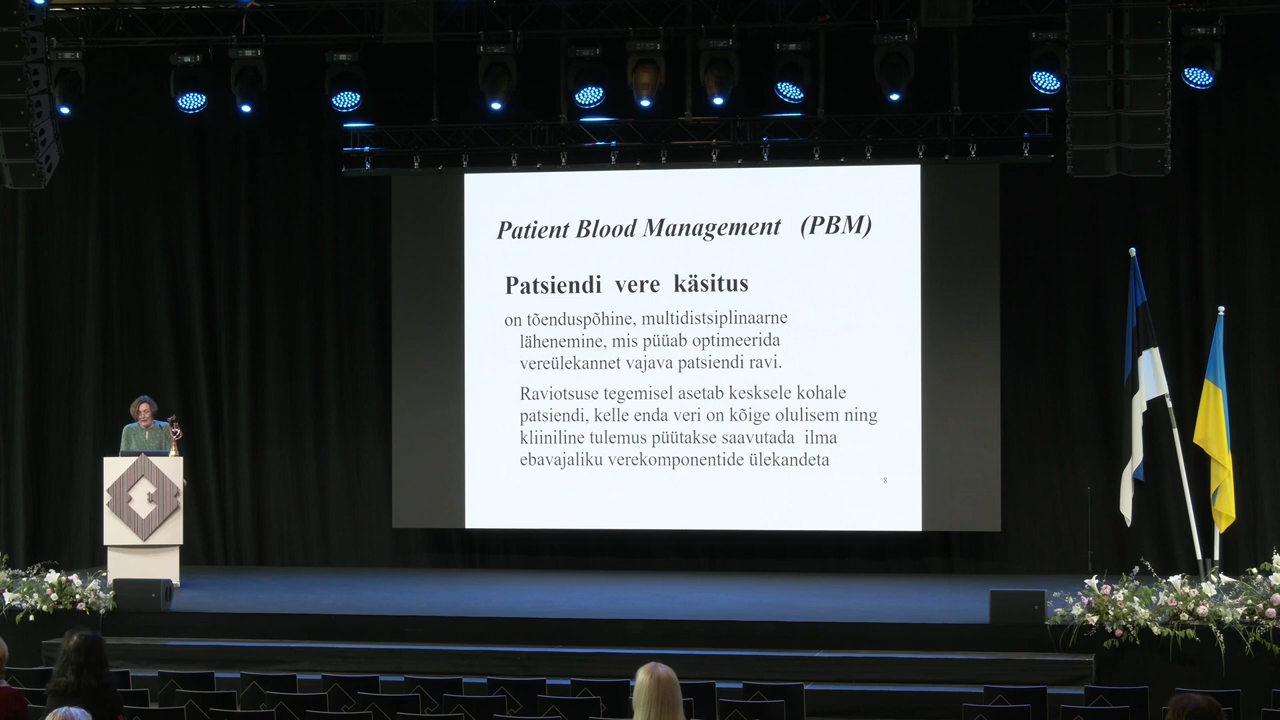 Patient Blood Management (PBM)
Patsiendi vere käsitus
on tõenduspõhine, multidistsiplinaarne
lähenemine, mis püüab optimeerida
vereülekannet vajava patsiendi ravi.
Raviotsuse tegemisel asetab kesksele kohale
patsiendi, kelle enda veri on kõige olulisem ning
kliiniline tulemus püütakse saavutada ilma
ebavajaliku verekomponentide ülekandeta
8